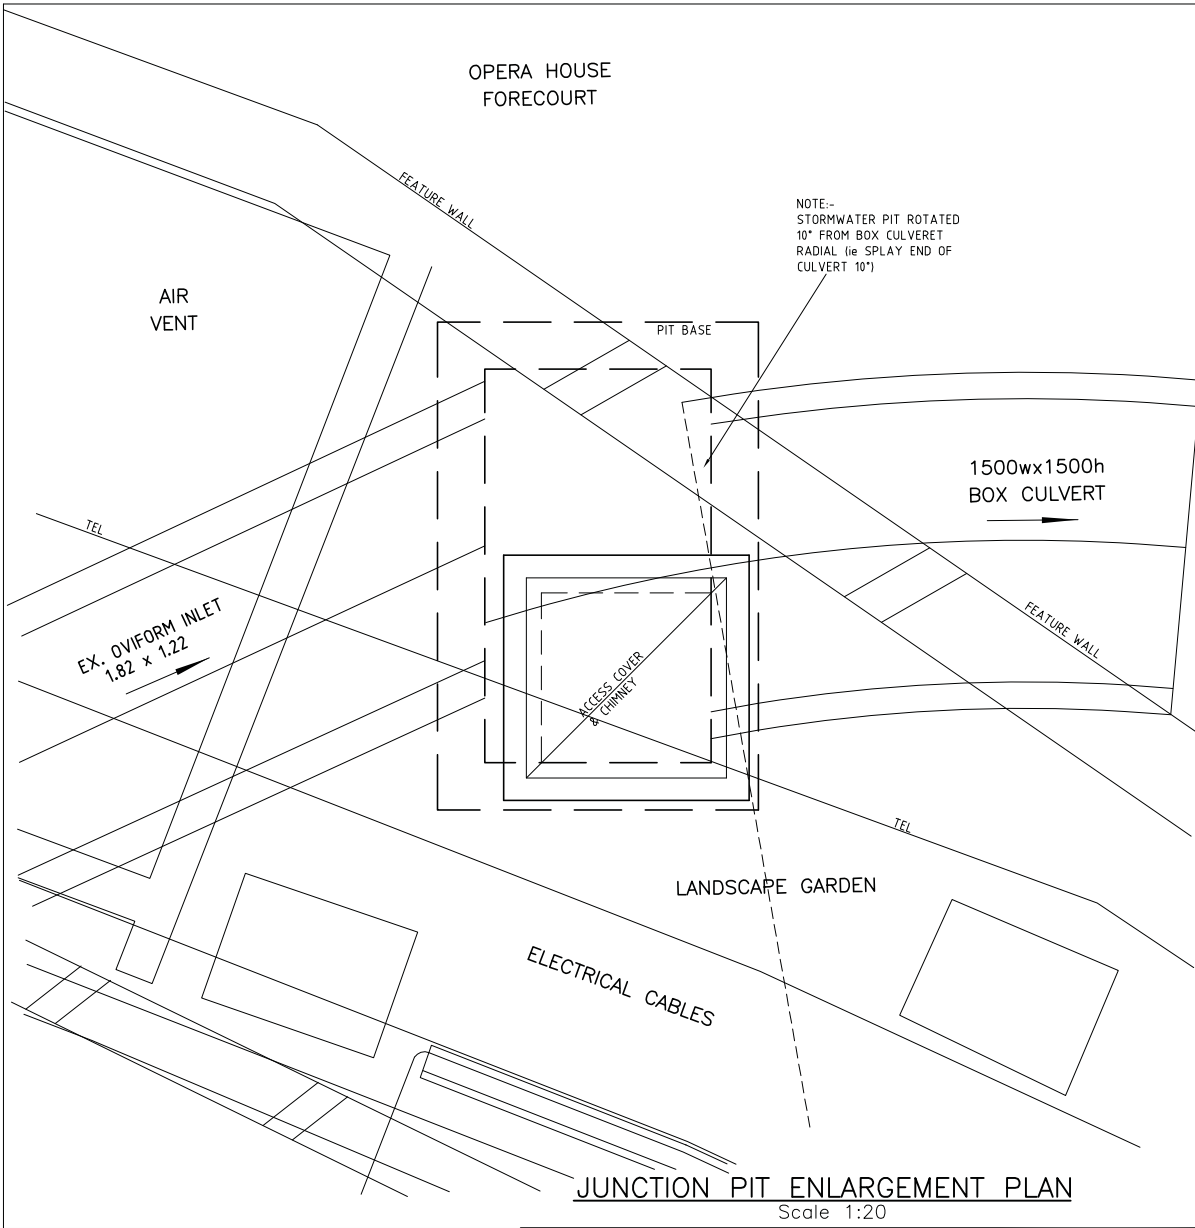 OPERA HOUSE
FORECOURT
FEATURE WALL
NOTE:-
STORMWATER PIT ROTATED
10° FROM BOX CULVERET
RADIAL (ie SPLAY END OF
CULVERT 10°)
AIR
VENT
PIT BASE
1500wx1500h
BOX CULVERT
TEL
EX. OVIFORM INLET
1.82 x 1.22
FEATURE WALL
ACCESS COVER
& CHIMNEY
TEL
LANDSCAPE GARDEN
ELECTRICAL CABLES
JUNCTION PIT ENLARGEMENT PLAN
Scale 1:20